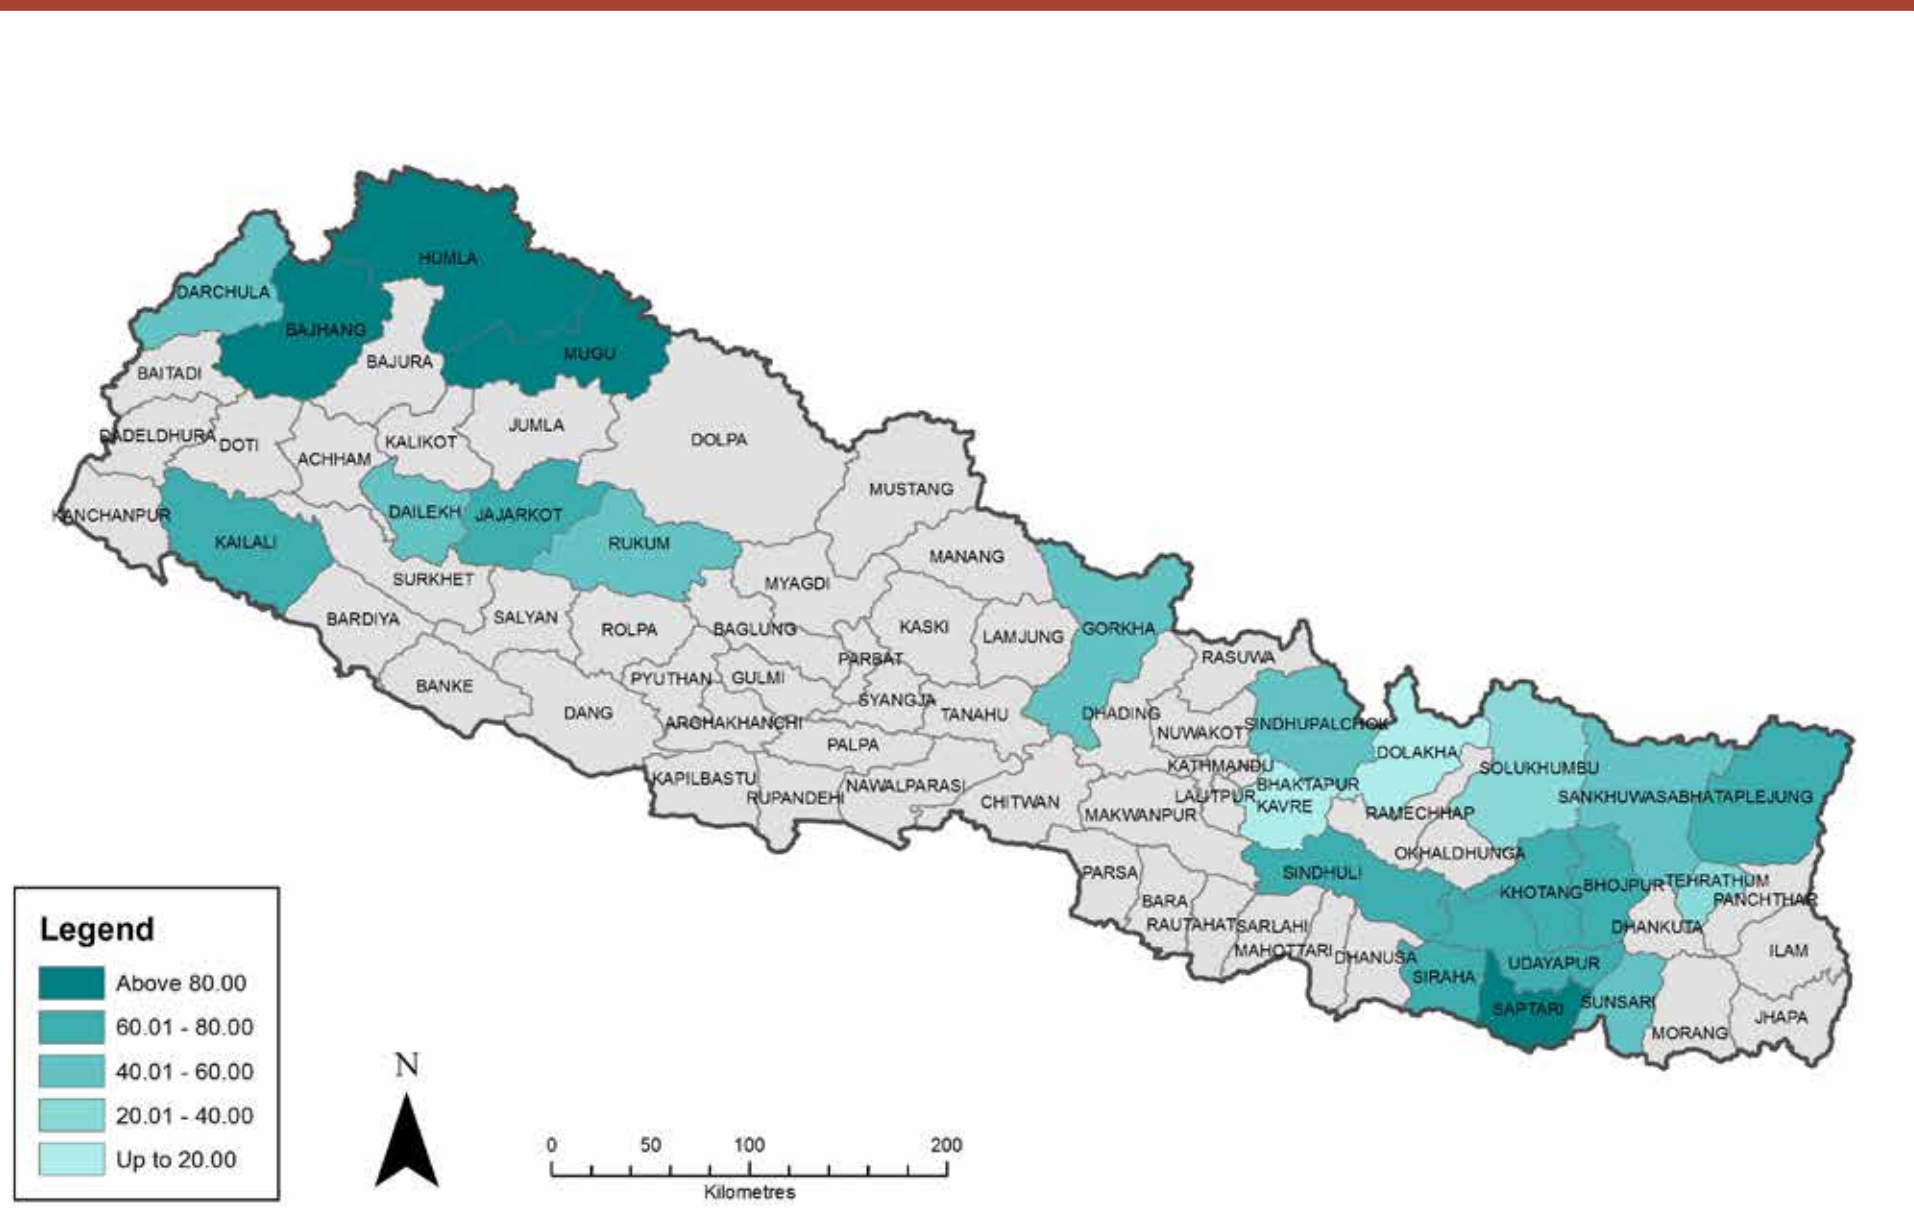 HUMLA
DARCHULA
BAJHANG
MUGU
BAJURA
BAITADI
JUMLA
DADELDHURA
DOTI
KALIKOT
DOLPA
ACHHAM
MUSTANG
KANCHANPUR
DAILEKH
JAJARKOT
KAILALI
RUKUM
MANANG
SURKHET
MYAGDI
BARDIYA
SALYAN
ROLPA
BAGLUNG
KASKI
LAMJUNG
GORKHA
PARBAT
RASUWA
BANKE
PYUTHAN
GULMI
SYANGJA
DANG
ARGHAKHANCHI
TANAHU
DHADING
NUWAKOT
SINDHUPALCHOK
PALPA
DOLAKHA
KATHMANDU
SOLUKHUMBU
KAPILBASTU
NAWALPARASI
BHAKTAPUR
RUPANDEHI
CHITWAN
LALITPUR
KAVRE
SANKHUWASABHA
TAPLEJUNG
MAKWANPUR
RAMECHHAP
OKHALDHUNGA
PARSA
SINDHULI
KHOTANG
BHOJPUR
TEHRATHUM
BARA
PANCHTHAR
RAUTAHAT
SARLAHI
DHANKUTA
MAHOTTARI
DHANUSA
ILAM
SIRAHA
UDAYAPUR
SAPTARI
SUNSARI
MORANG
JHAPA
Legend
Above 80.00
60.01 - 80.00
40.01 - 60.00
20.01 - 40.00
Up to 20.00
N
0 50 100 200
Kilometres